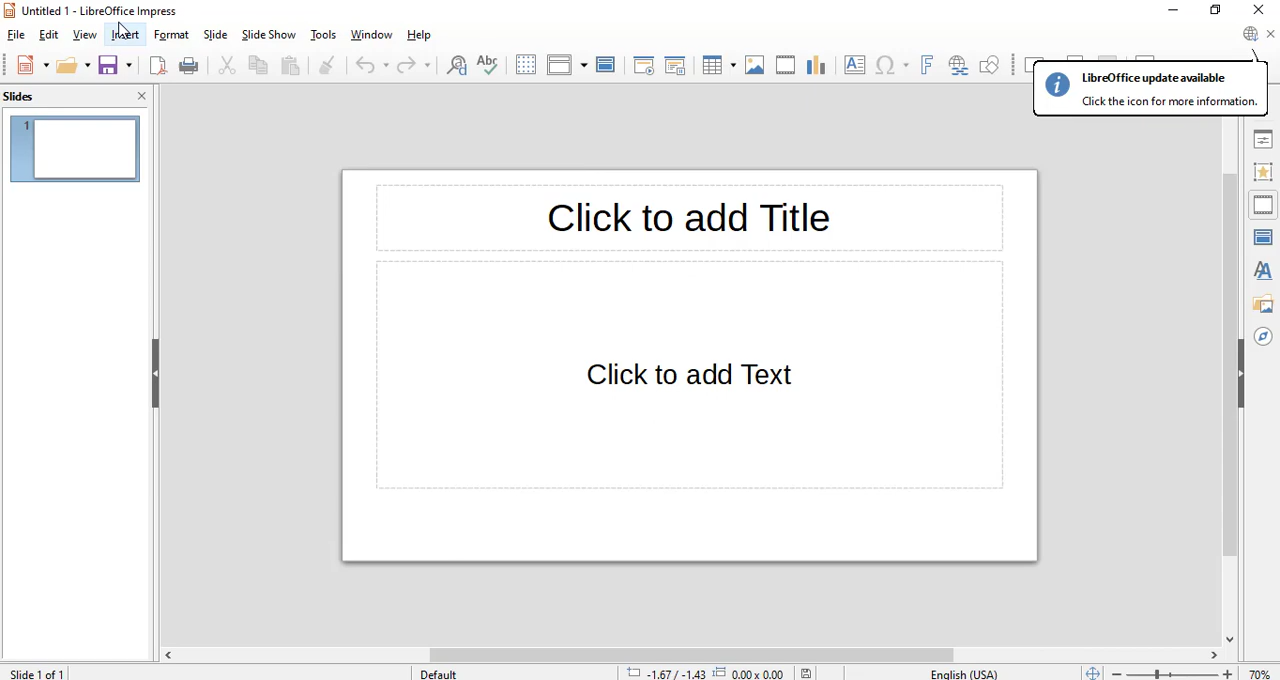 Untitled 1 - LibreOffice Impress
File Edit View Insert Format Slide Slide Show Tools Window Help
LibreOffice update available
Click the icon for more information.
Slides
1
Click to add Title
Click to add Text
Slide 1 of 1 Default -1.67 / -1.43 0.00 x 0.00 English (USA) 70%